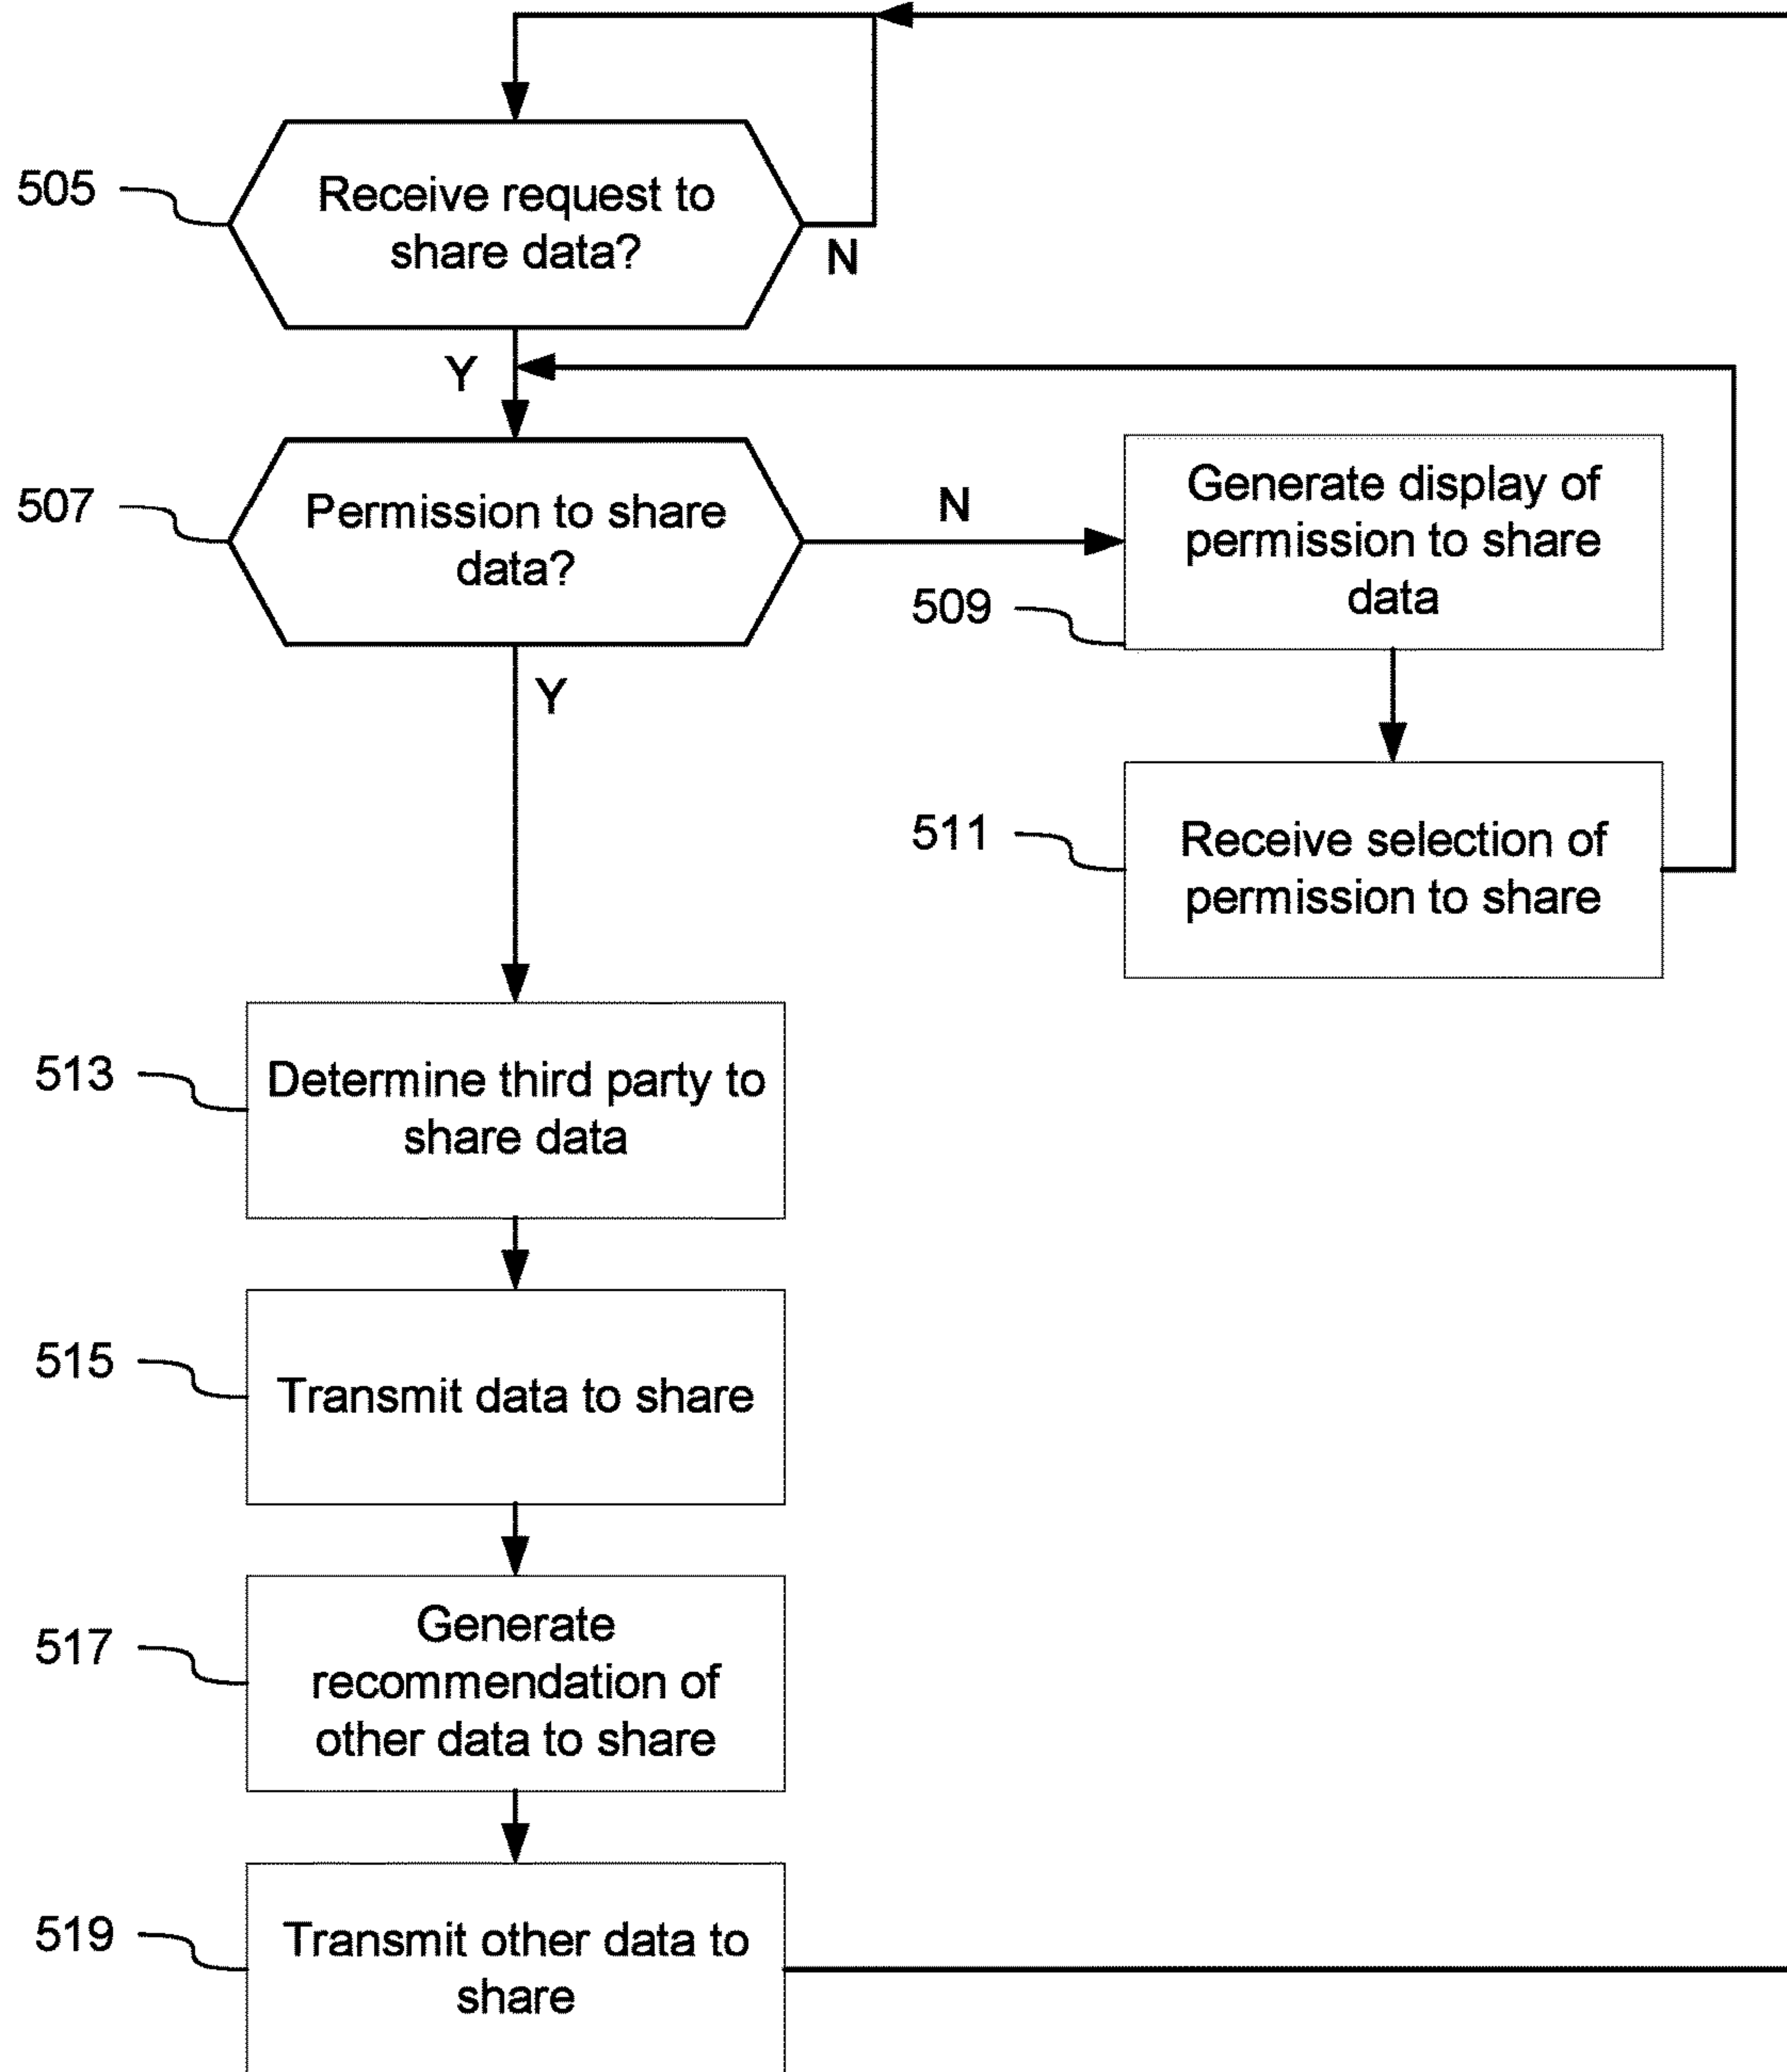 505
Receive request to
share data?
N
Y
507
Permission to share
data?
N
Generate display of
permission to share
data
509
Y
511
Receive selection of
permission to share
513
Determine third party to
share data
515
Transmit data to share
517
Generate
recommendation of
other data to share
519
Transmit other data to
share